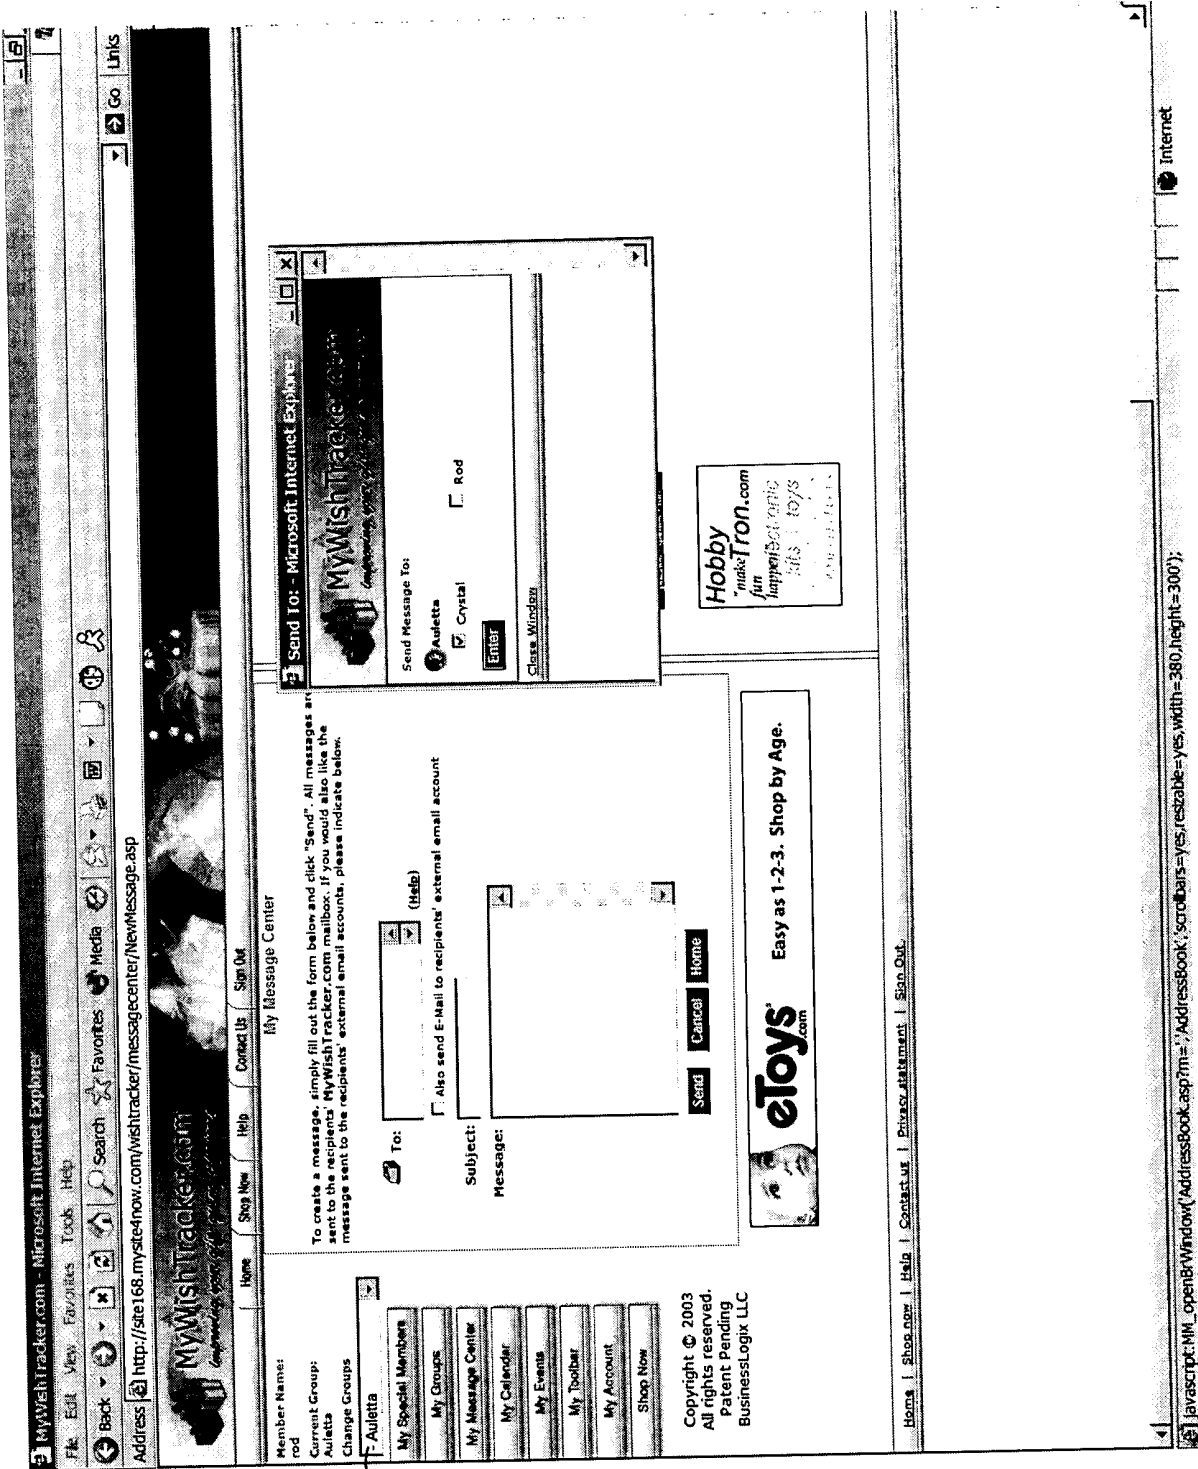 MyWishTracker.com - Microsoft Internet Explorer
File Edit View Favorites Tools Help
Back Search Favorites Media
Address http://site168.mysite4now.com/wishtracker/messagecenter/NewMessage.asp Go Links
MyWishTracker.com
Home Shop Now Help Contact Us Sign Out
Member Name:
rod
Current Group:
Auletta
Change Groups
- Auletta
My Special Members
My Groups
My Message Center
My Calendar
My Events
My Toolbar
My Account
Shop Now
Copyright © 2003
All rights reserved.
Patent Pending
BusinessLogix LLC
My Message Center
To create a message, simply fill out the form below and click "Send". All messages are
sent to the recipients' MyWishTracker.com mailbox. If you would also like the
message sent to the recipients' external email accounts, please indicate below.
To: (Help)
Also send E-Mail to recipients' external email account
Subject:
Message:
Send Cancel Home
eToys.com Easy as 1-2-3. Shop by Age.
Send To: - Microsoft Internet Explorer
MyWishTracker.com
Send Message To:
Auletta
Crystal Rod
Enter
Close Window
Hobby
"make Tron.com
fun
kits toys
Home | Shop now | Help | Contact us | Privacy statement | Sign Out
javascript:MM_openBrWindow('AddressBook.asp?m=','AddressBook','scrollbars=yes,resizable=yes,width=380,height=300');
Internet